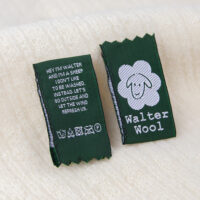 HEY I'M WALTER
AND I'M A SHEEP
I DON'T LIKE
TO BE WASHED.
INSTEAD, LET'S
GO OUTSIDE AND
LET THE WIND
REFRESH US.
Walter
Wool